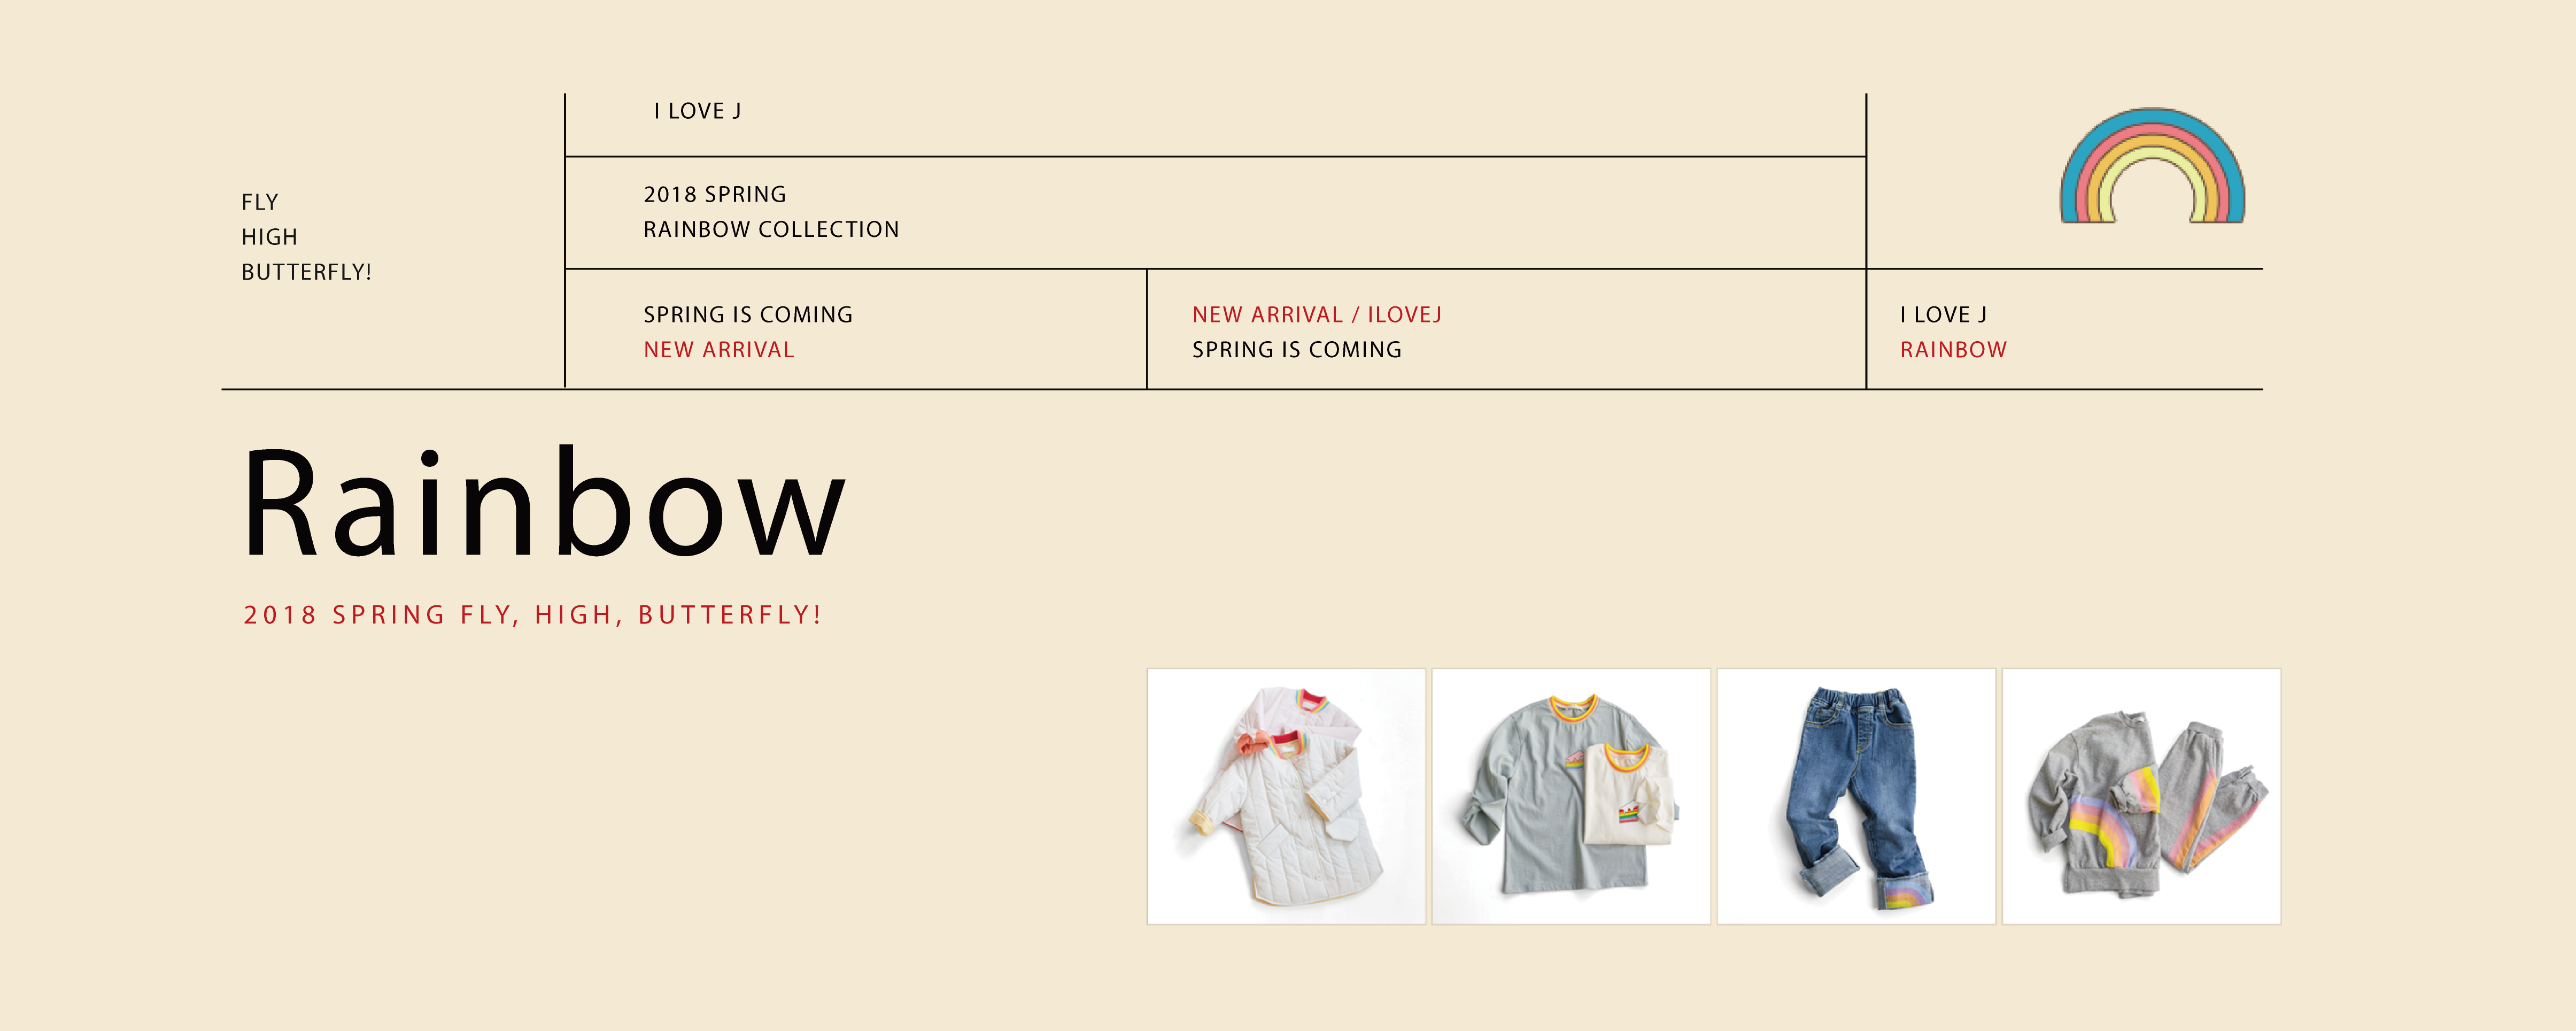 I LOVE J
FLY
HIGH
BUTTERFLY!
2018 SPRING
RAINBOW COLLECTION
SPRING IS COMING
NEW ARRIVAL
NEW ARRIVAL / ILOVEJ
SPRING IS COMING
I LOVE J
RAINBOW
Rainbow
2018 SPRING FLY, HIGH, BUTTERFLY!